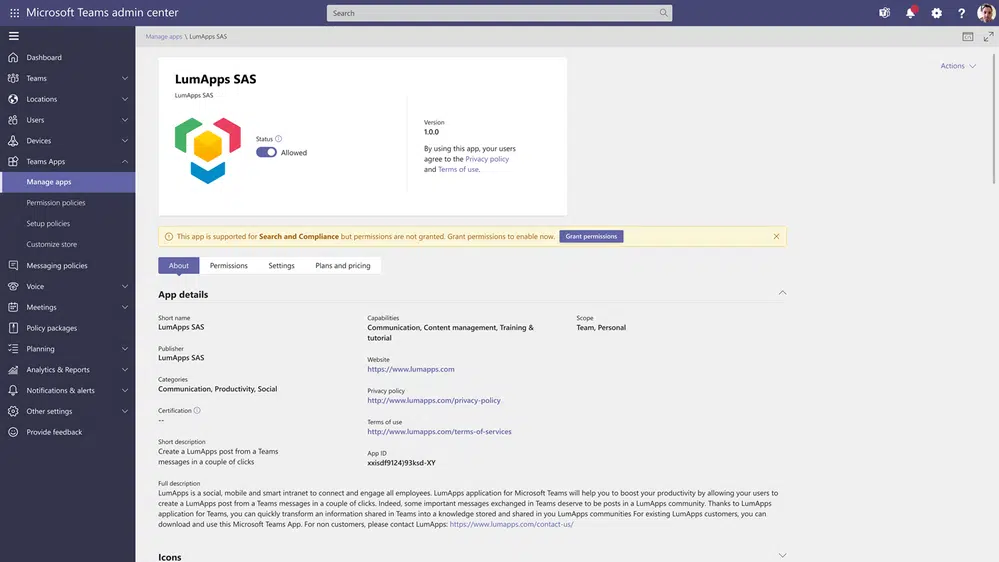 Microsoft Teams admin center
Search
?
Manage apps \ LumApps SAS
Dashboard
Teams
Locations
Users
Devices
Teams Apps
Manage apps
Permission policies
Setup policies
Customize store
Messaging policies
Voice
Meetings
Policy packages
Planning
Analytics & Reports
Notifications & alerts
Other settings
Provide feedback
Actions
LumApps SAS
LumApps SAS
Status
Allowed
Version
1.0.0
By using this app, your users
agree to the Privacy policy
and Terms of use.
This app is supported for Search and Compliance but permissions are not granted. Grant permissions to enable now.
Grant permissions
About
Permissions
Settings
Plans and pricing
App details
Short name
LumApps SAS
Publisher
LumApps SAS
Categories
Communication, Productivity, Social
Certification
--
Short description
Create a LumApps post from a Teams
messages in a couple of clicks
Capabilities
Communication, Content management, Training &
tutorial
Website
https://www.lumapps.com
Privacy policy
http://www.lumapps.com/privacy-policy
Terms of use
http://www.lumapps.com/terms-of-services
App ID
xxisdf9124)93ksd-XY
Scope
Team, Personal
Full description
LumApps is a social, mobile and smart intranet to connect and engage all employees. LumApps application for Microsoft Teams will help you to boost your productivity by allowing your users to
create a LumApps post from a Teams messages in a couple of clicks. Indeed, some important messages exchanged in Teams deserve to be posts in a LumApps community. Thanks to LumApps
application for Teams, you can quickly transform an information shared in Teams into a knowledge stored and shared in you LumApps communities For existing LumApps customers, you can
download and use this Microsoft Teams App. For non customers, please contact LumApps: https://www.lumapps.com/contact-us/
Icons